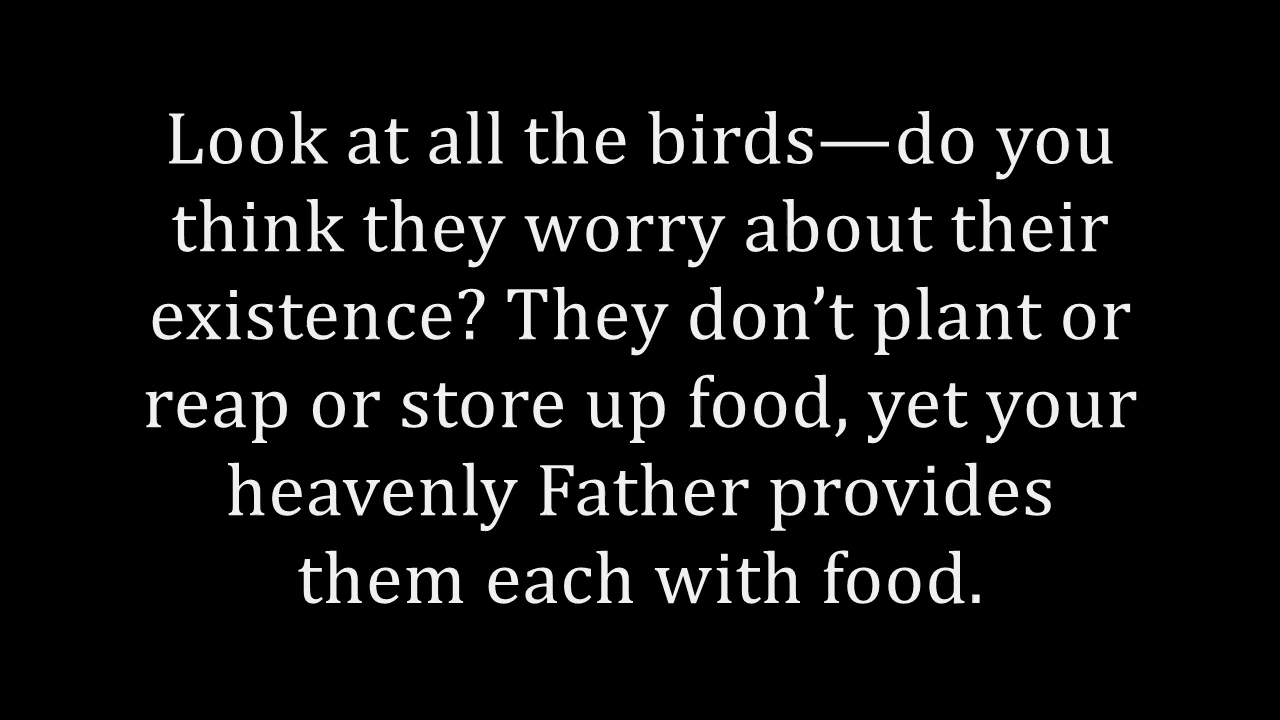 Look at all the birds—do you
think they worry about their
existence? They don’t plant or
reap or store up food, yet your
heavenly Father provides
them each with food.